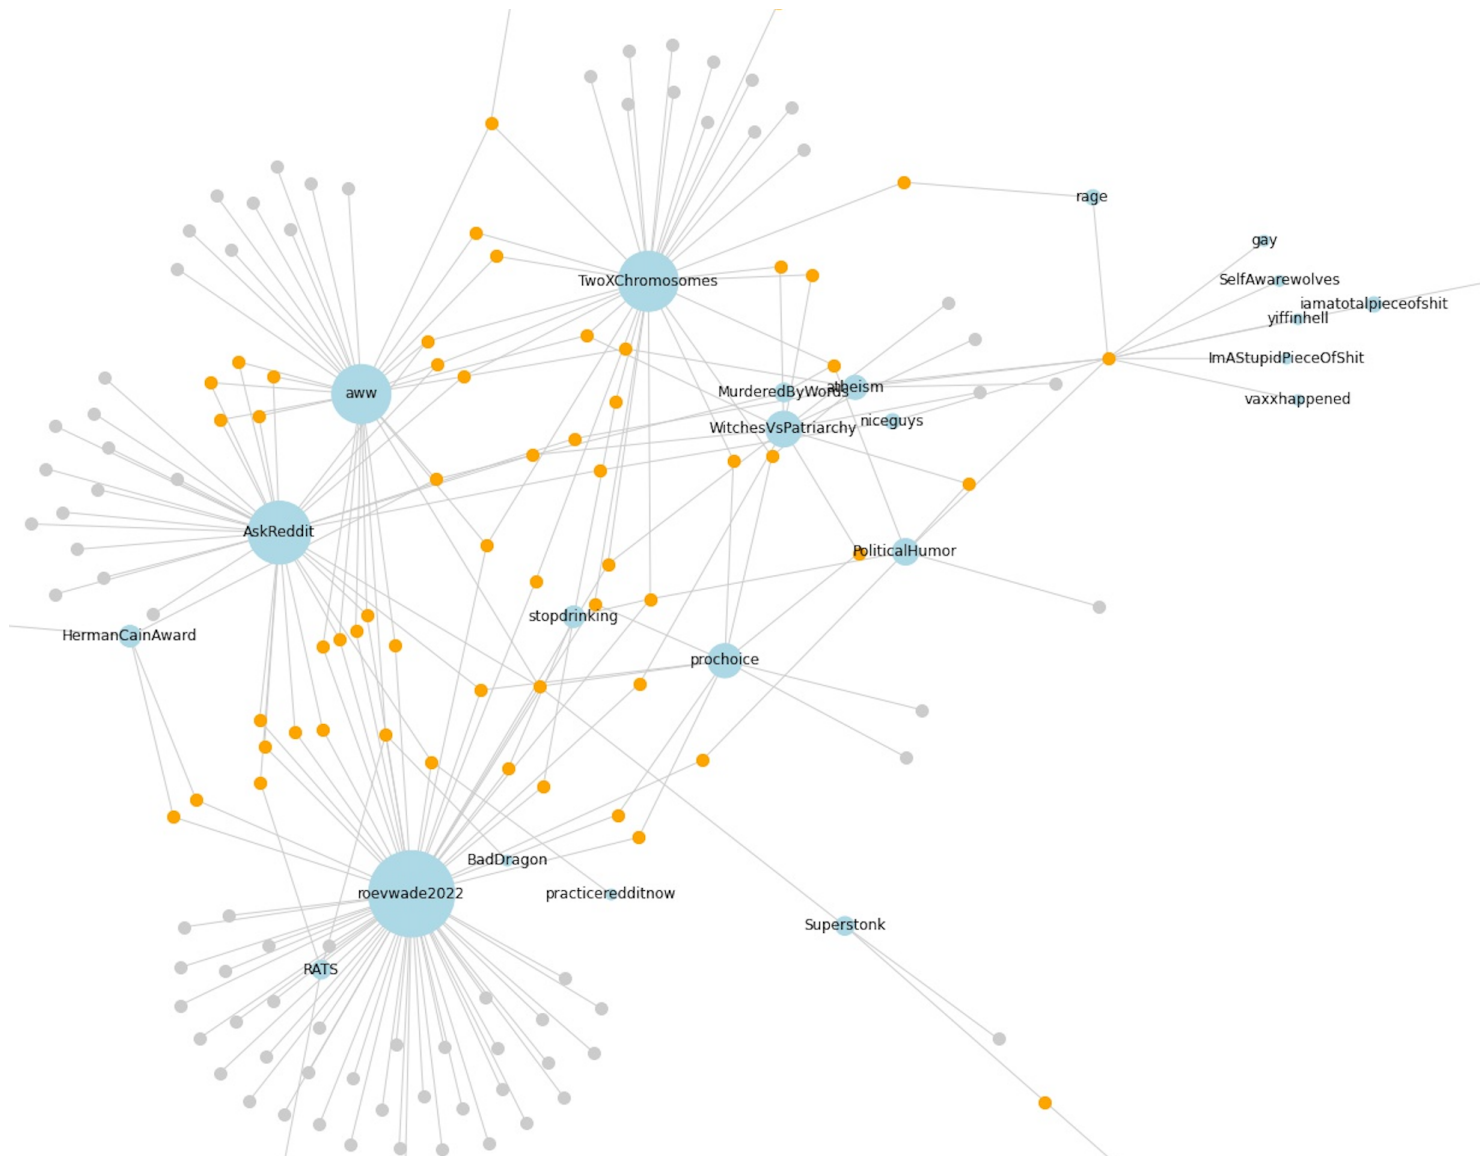 rage
gay
TwoXChromosomes
SelfAwarewolves
iamatotalpieceofshit
yiffinhell
ImAStupidPieceOfShit
aww
MurderedByWords
atheism
vaxxhappened
niceguys
WitchesVsPatriarchy
AskReddit
PoliticalHumor
stopdrinking
HermanCainAward
prochoice
BadDragon
roevwade2022
practiceredditnow
Superstonk
RATS